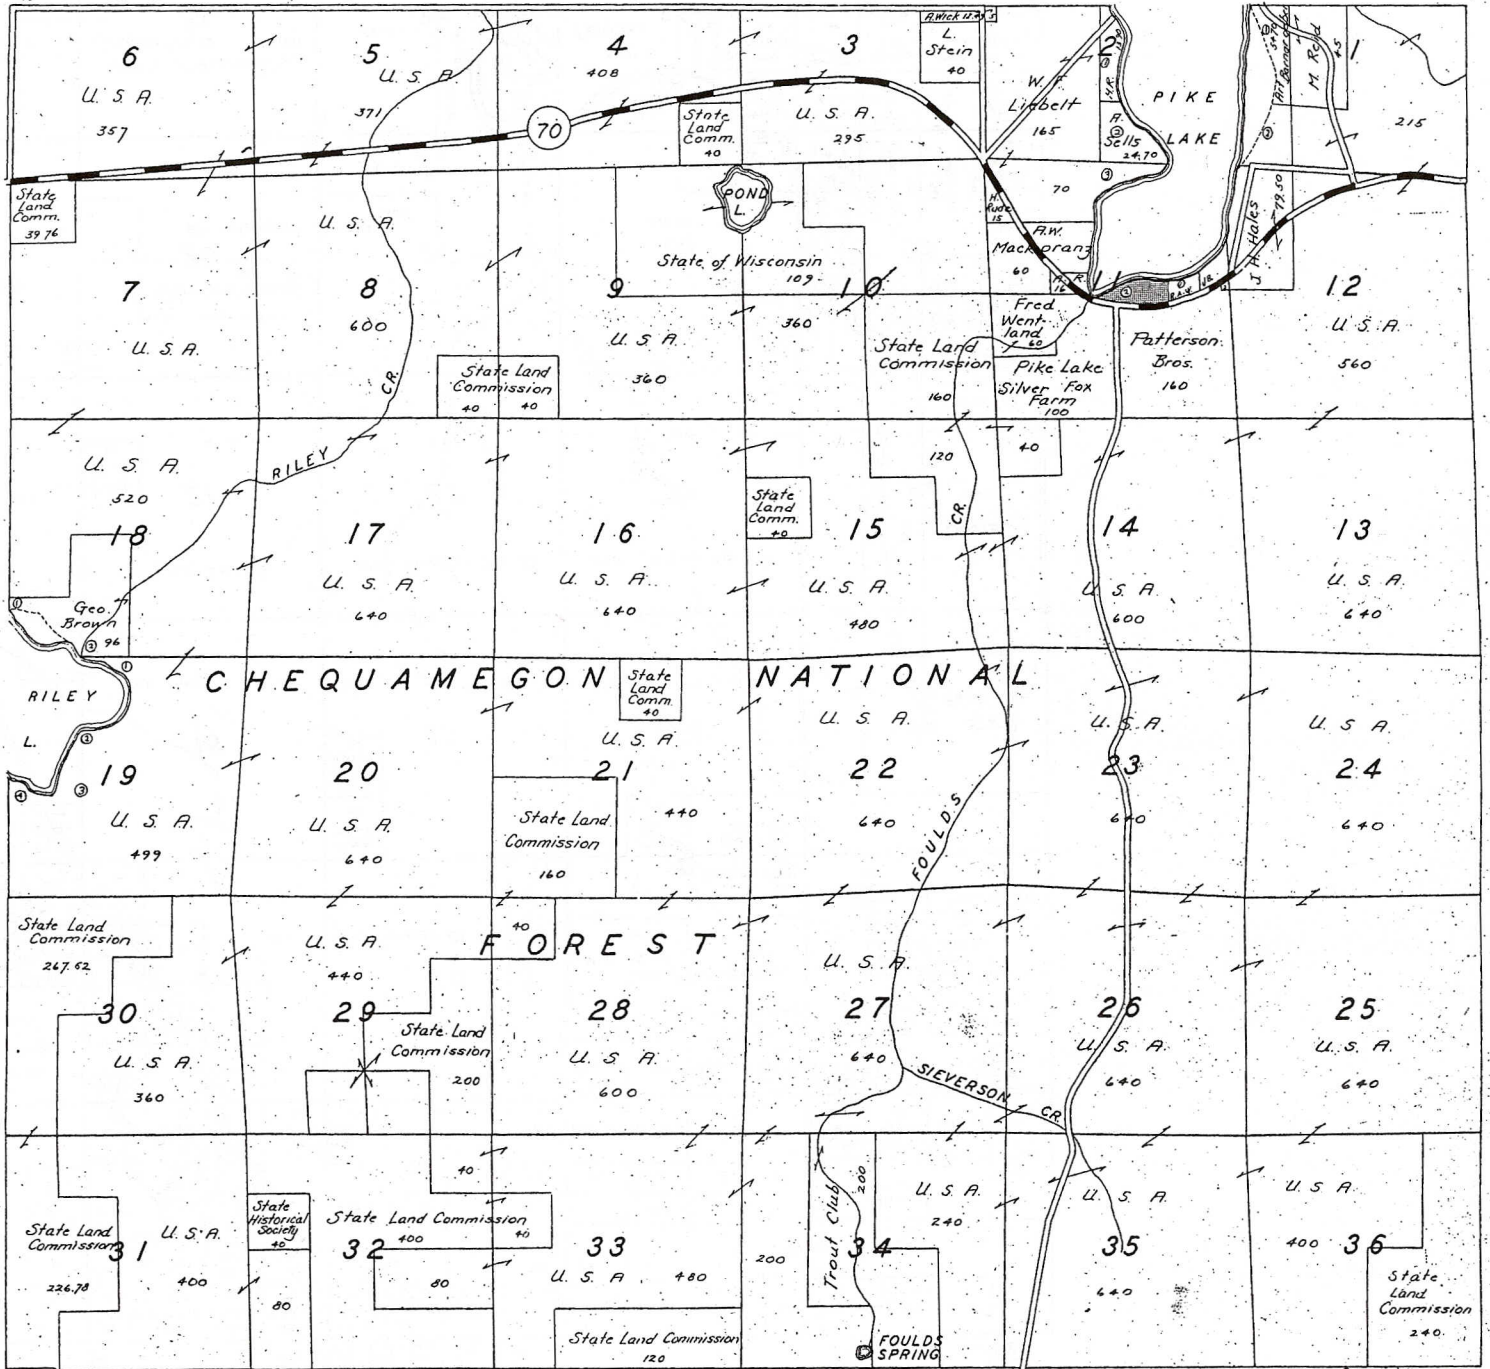 6
U. S. A.
357
5
U. S. A.
371
4
408
70
State
Land
Comm.
40
3
U. S. A.
295
L.
Stein
40
2
W. F.
Liebelt
165
H.R.
A.
Sells
24.70
PIKE
LAKE
M. Reed
45
1
215
State
Land
Comm.
39.76
7
U. S. A.
U. S. A.
8
600
CR.
State Land
Commission
40 40
POND
L.
State of Wisconsin
109
9
U. S. A.
360
10
360
State Land
Commission
160
70
H.
Rude
15
A.W.
Mackoranz
60
A. R.
16
11
Fred
Went-
land
60
Pike Lake
Silver Fox
Farm
100
Patterson
Bros.
160
J. H. Hales
79.50
12
U. S. A.
560
U. S. A.
520
18
RILEY
Geo.
Brown
96
17
U. S. A.
640
16
U. S. A.
640
State
Land
Comm.
40
15
U. S. A.
480
120
CR.
40
14
U. S. A.
600
13
U. S. A.
640
CHEQUAMEGON NATIONAL
RILEY
L.
19
U. S. A.
499
20
U. S. A.
640
State
Land
Comm.
40
U. S. A.
21
440
State Land
Commission
160
U. S. A.
22
640
FOULDS
U. S. A.
23
640
U. S. A.
24
640
FOREST
State Land
Commission
267.62
30
U. S. A.
360
U. S. A.
440
29
State Land
Commission
200
40
28
U. S. A.
600
U. S. A.
27
640
SIEVERSON CR.
26
U. S. A.
640
25
U. S. A.
640
State Land
Commission
31
226.78
U. S. A.
400
State
Historical
Society
40
80
40
State Land Commission
400 40
32
80
33
U. S. A. 480
State Land Commission
120
200
Trout Club
200
34
U. S. A.
240
FOULDS
SPRING
U. S. A.
35
640
U. S. A.
400 36
State
Land
Commission
240